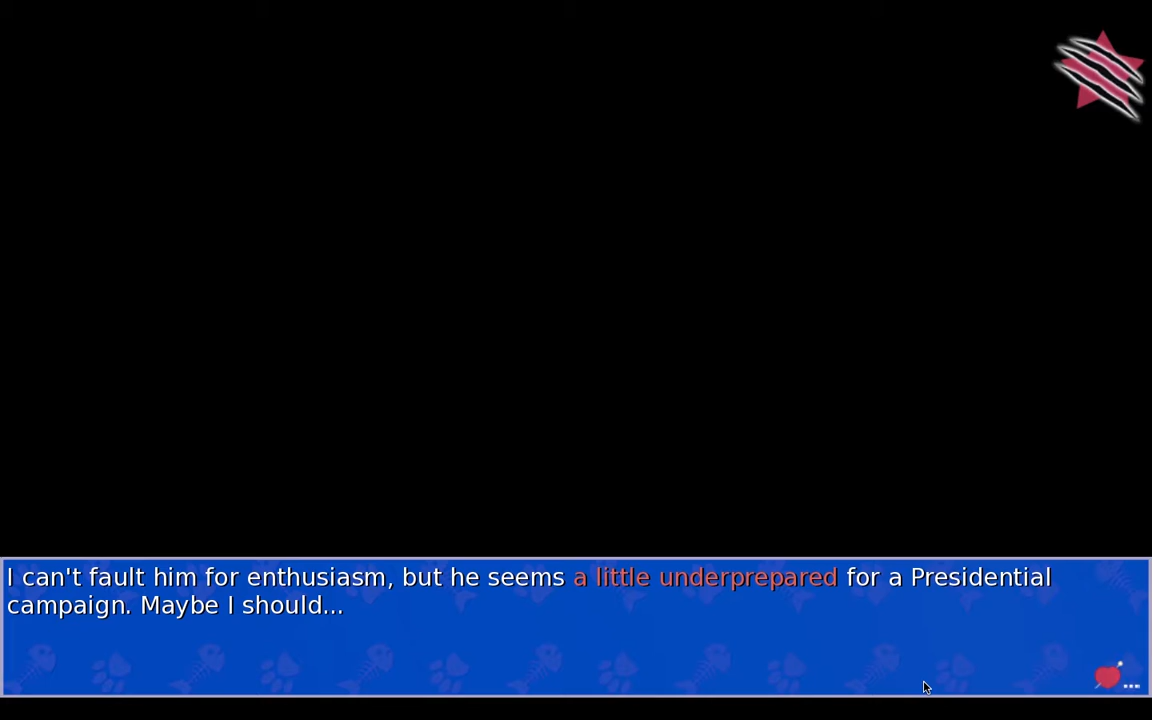 I can't fault him for enthusiasm, but he seems a little underprepared for a Presidential
campaign. Maybe I should...